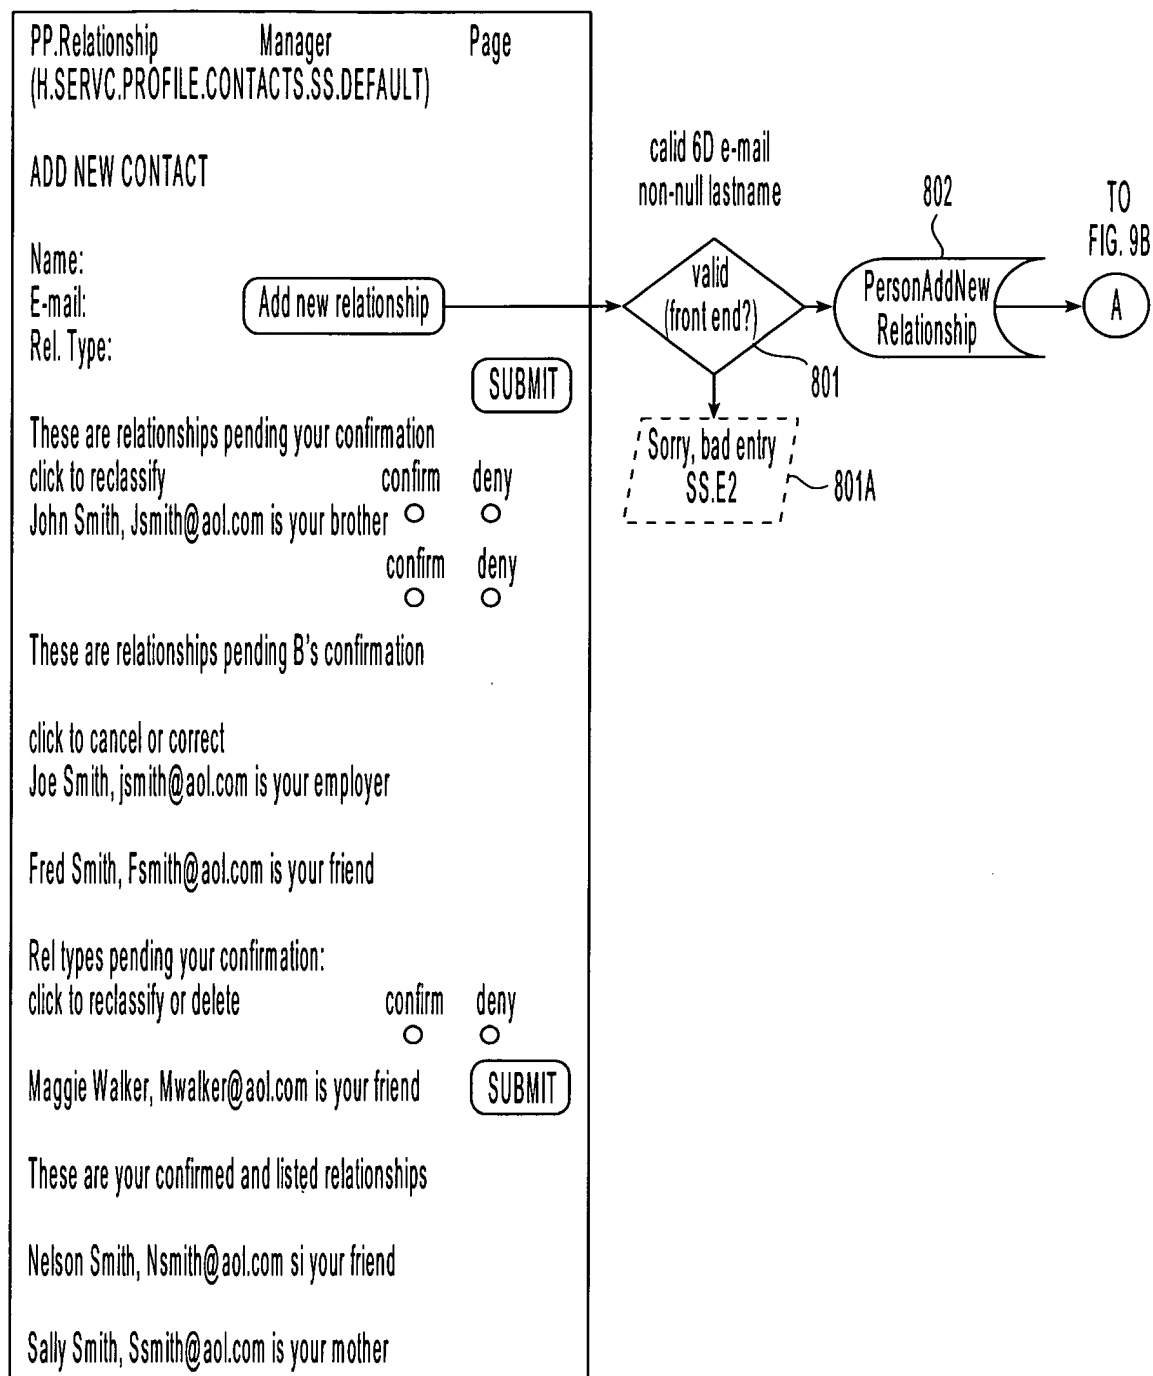 PP.Relationship Manager Page
(H.SERVC.PROFILE.CONTACTS.SS.DEFAULT)
ADD NEW CONTACT
Name:
E-mail:
Rel. Type:
Add new relationship
SUBMIT
These are relationships pending your confirmation
click to reclassify confirm deny
John Smith, Jsmith@aol.com is your brother
confirm deny
These are relationships pending B's confirmation
click to cancel or correct
Joe Smith, jsmith@aol.com is your employer
Fred Smith, Fsmith@aol.com is your friend
Rel types pending your confirmation:
click to reclassify or delete confirm deny
Maggie Walker, Mwalker@aol.com is your friend
SUBMIT
These are your confirmed and listed relationships
Nelson Smith, Nsmith@aol.com si your friend
Sally Smith, Ssmith@aol.com is your mother
calid 6D e-mail
non-null lastname
valid
(front end?)
801
Sorry, bad entry
SS.E2
801A
802
PersonAddNew
Relationship
TO
FIG. 9B
A